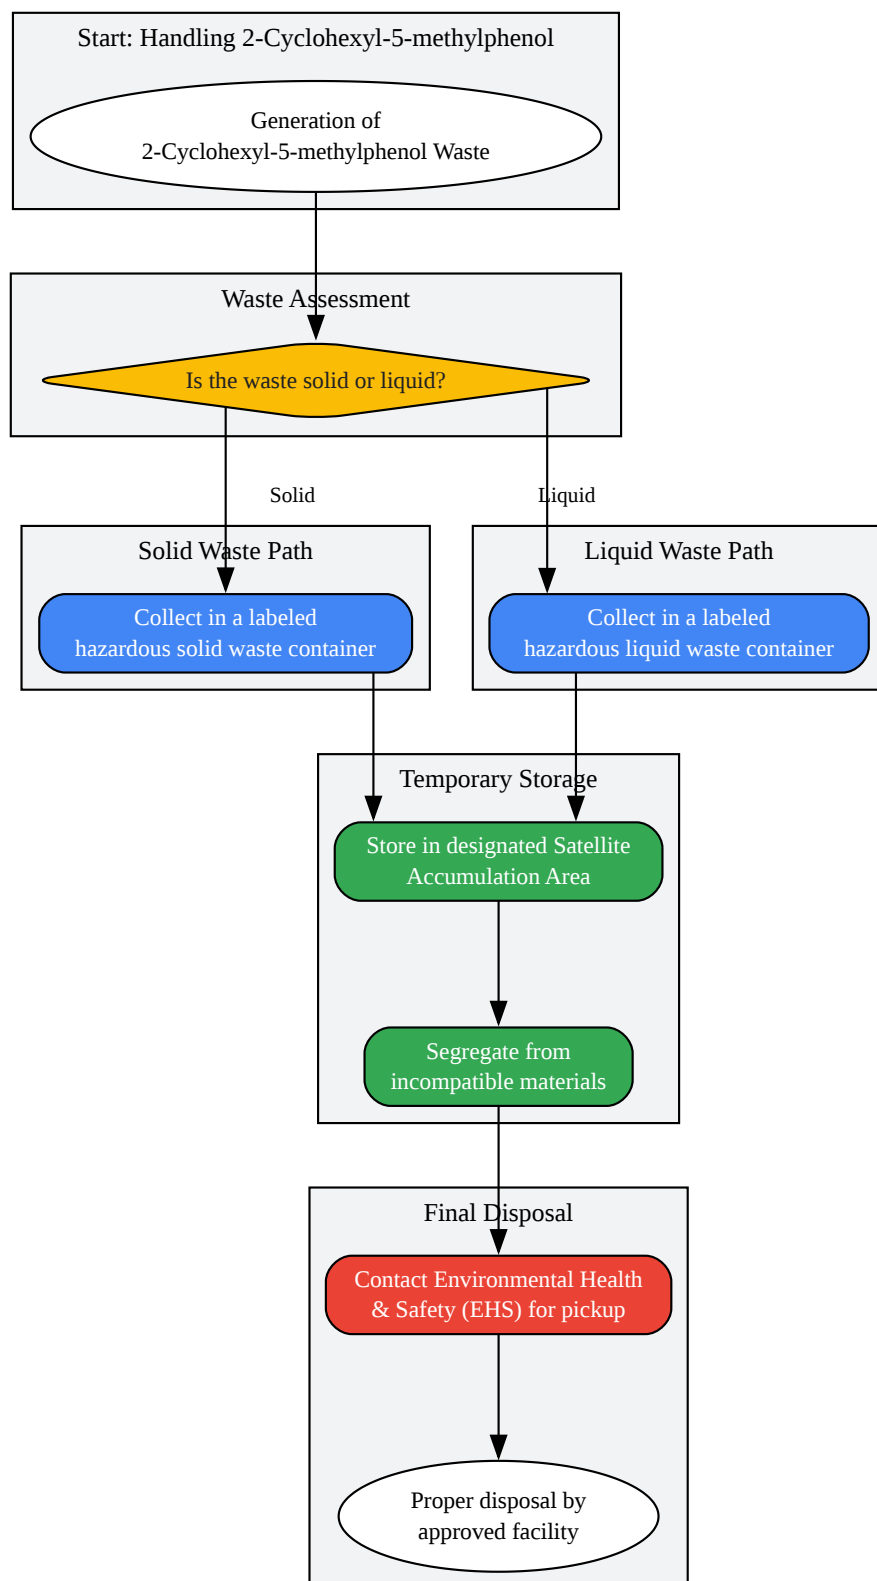 Start: Handling 2-Cyclohexyl-5-methylphenol
Generation of
2-Cyclohexyl-5-methylphenol Waste
Waste Assessment
Is the waste solid or liquid?
Solid
Liquid
Solid Waste Path
Collect in a labeled
hazardous solid waste container
Liquid Waste Path
Collect in a labeled
hazardous liquid waste container
Temporary Storage
Store in designated Satellite
Accumulation Area
Segregate from
incompatible materials
Final Disposal
Contact Environmental Health
& Safety (EHS) for pickup
Proper disposal by
approved facility